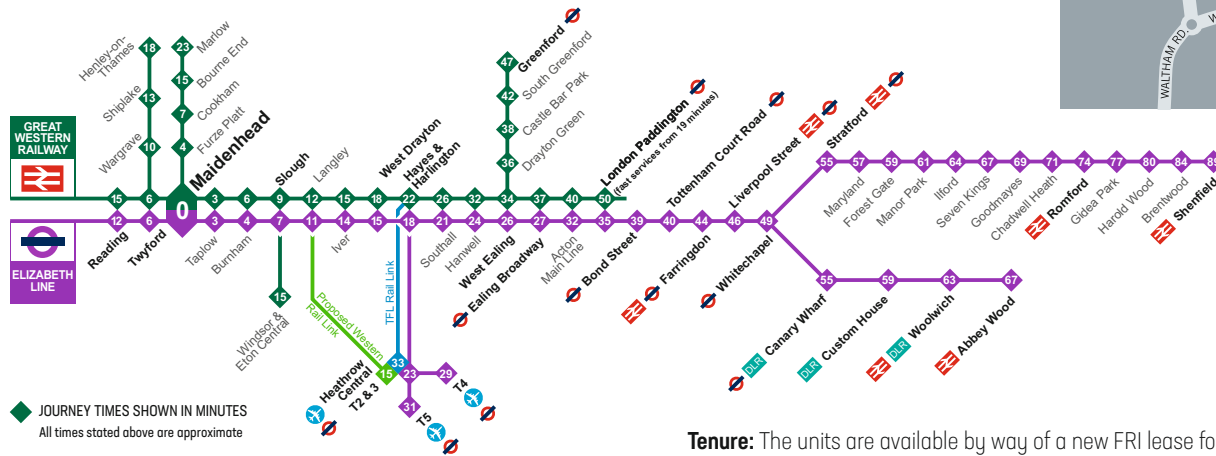 Henley-on-
Thames
Shiplake
Wargrave
18
13
10
23
15
7
4
Marlow
Bourne End
Cookham
Furze Platt
Maidenhead
GREAT
WESTERN
RAILWAY
15 6 3 6 9 12 14 15 18 22 26 32 34 37 40 50
0
12 6 3 4 7 11 14 15 18 21 24 26 27 32 35 39 40 44 46 49
ELIZABETH
LINE
Reading
Twyford
Taplow
Burnham
Slough
Langley
Iver
West Drayton
Hayes &
Harlington
Southall
Hanwell
West Ealing
Ealing Broadway
Acton
Main Line
47
42
38
36
Greenford
South Greenford
Castle Bar Park
Drayton Green
London Paddington
(fast services from 19 minutes)
Bond Street
Tottenham Court Road
Farringdon
Liverpool Street
Whitechapel
Stratford
55 57 59 61 64 67 69 71 74 77 80 84 89
Maryland
Forest Gate
Manor Park
Ilford
Seven Kings
Goodmayes
Chadwell Heath
Romford
Gidea Park
Harold Wood
Brentwood
Shenfield
55 59 63 67
DLR Canary Wharf
DLR Custom House
DLR Woolwich
Abbey Wood
15
Windsor &
Eton Central
Proposed Western
Rail Link
TFL Rail Link
33
15 23 29
31
Heathrow
Central
T2 & 3
T4
T5
JOURNEY TIMES SHOWN IN MINUTES
All times stated above are approximate
WALTHAM RD.
W
Tenure: The units are available by way of a new FRI lease fo